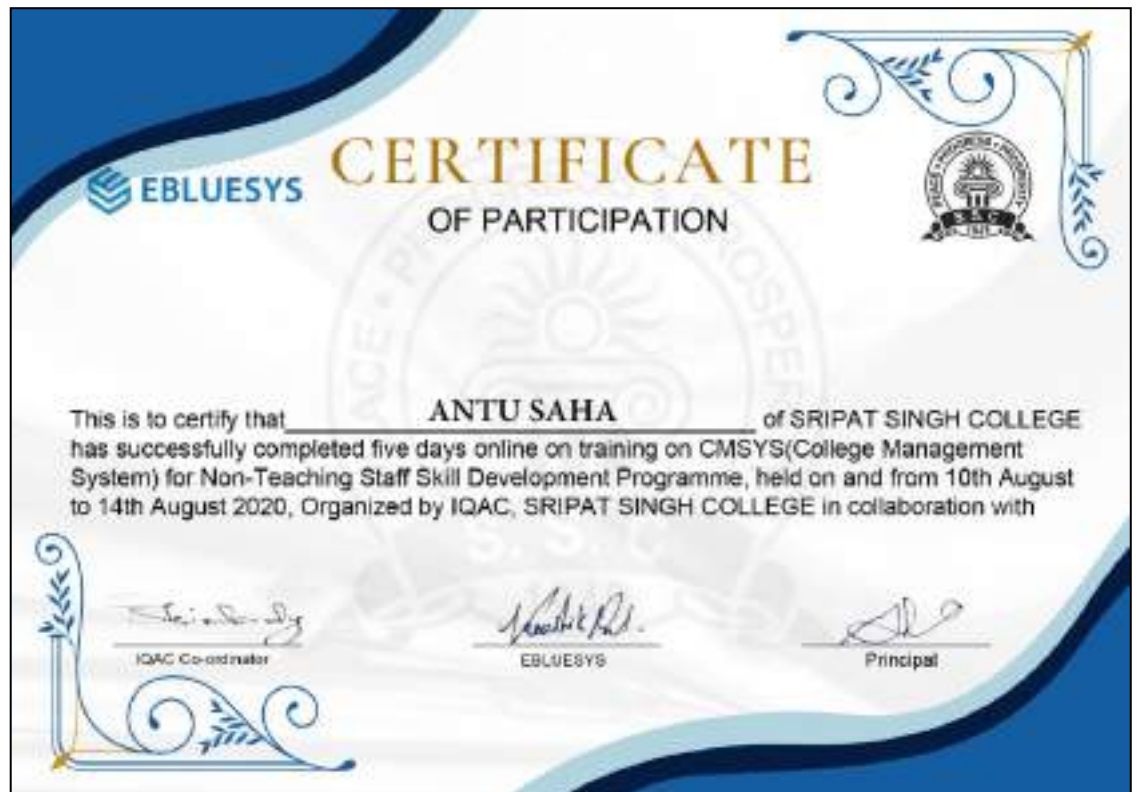 EBLUESYS
CERTIFICATE
OF PARTICIPATION
PEACE • PROGRESS • PROSPERITY
S. S. C
This is to certify that ANTU SAHA of SRIPAT SINGH COLLEGE
has successfully completed five days online on training on CMSYS(College Management
System) for Non-Teaching Staff Skill Development Programme, held on and from 10th August
to 14th August 2020, Organized by IQAC, SRIPAT SINGH COLLEGE in collaboration with
S. S. C
IQAC Co-ordinator
EBLUESYS
Principal